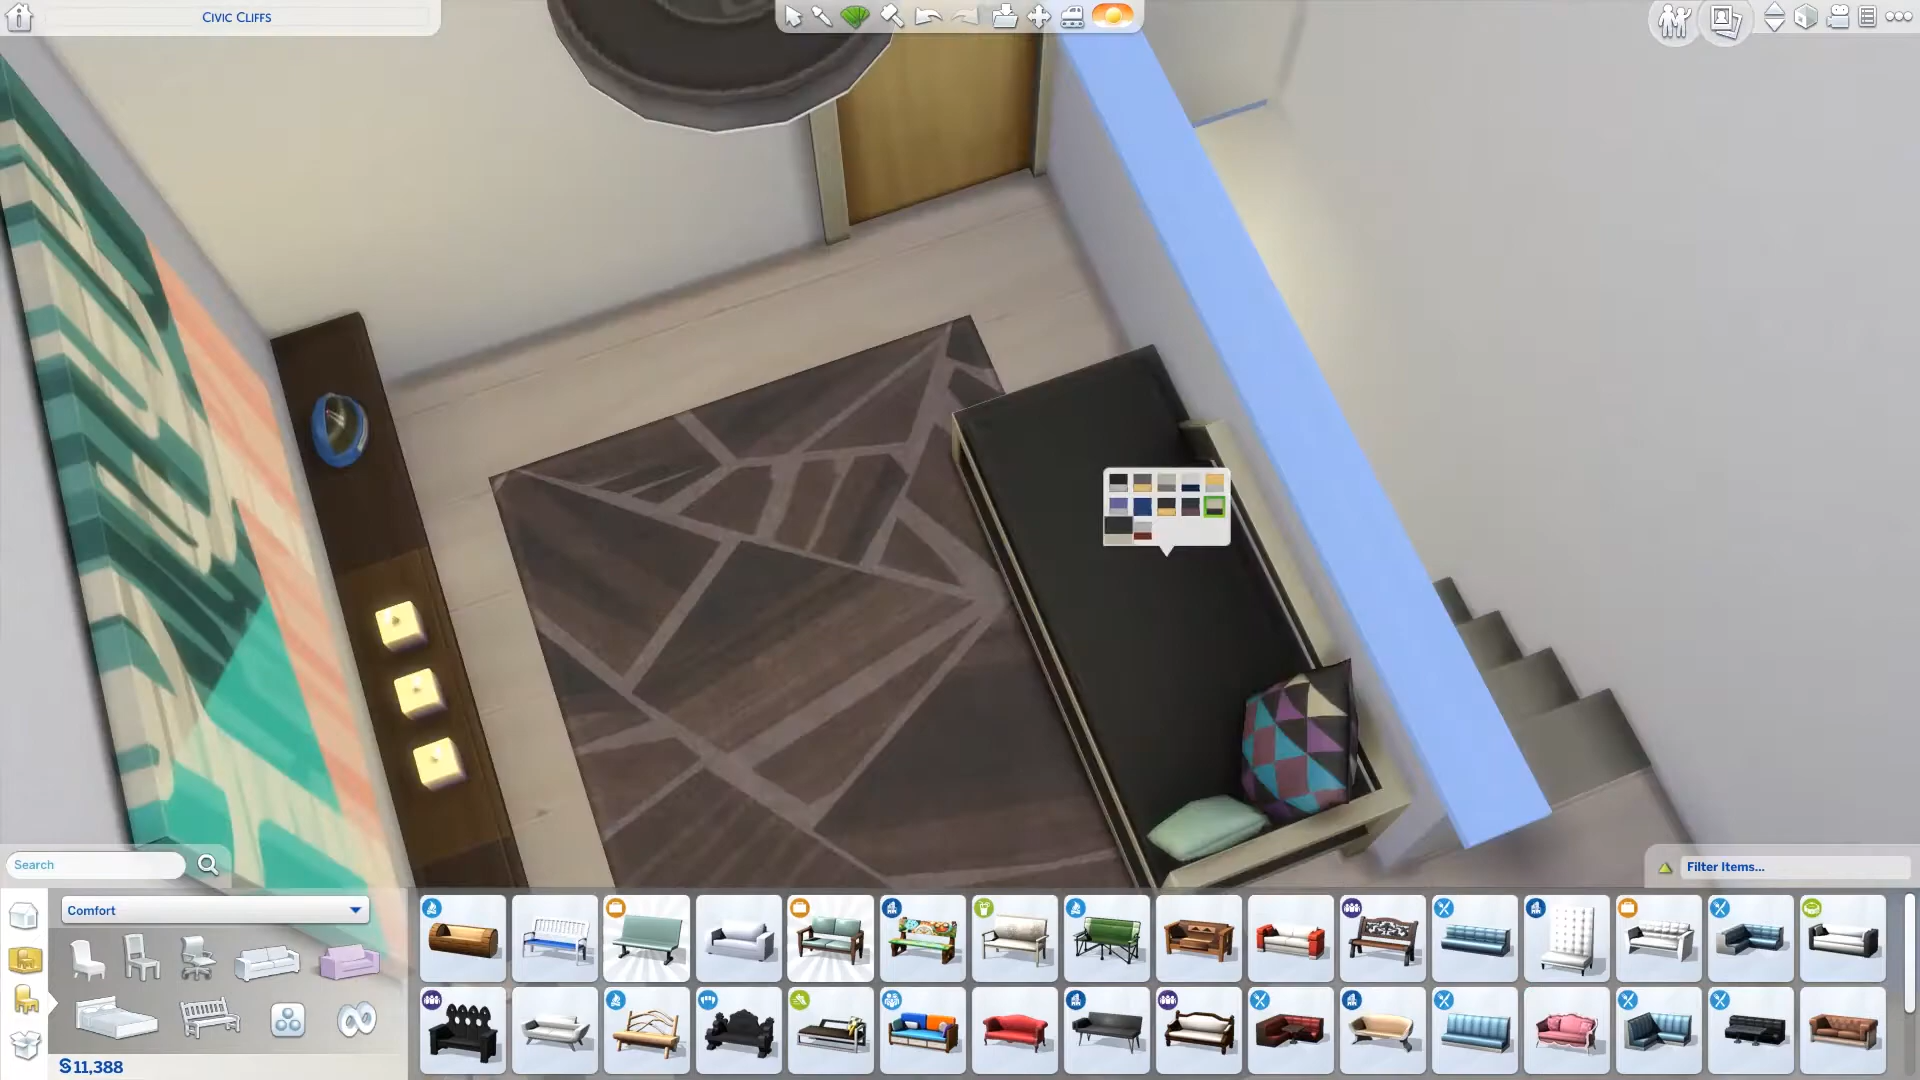 Civic Cliffs
Search
Filter Items...
Comfort
§11,388